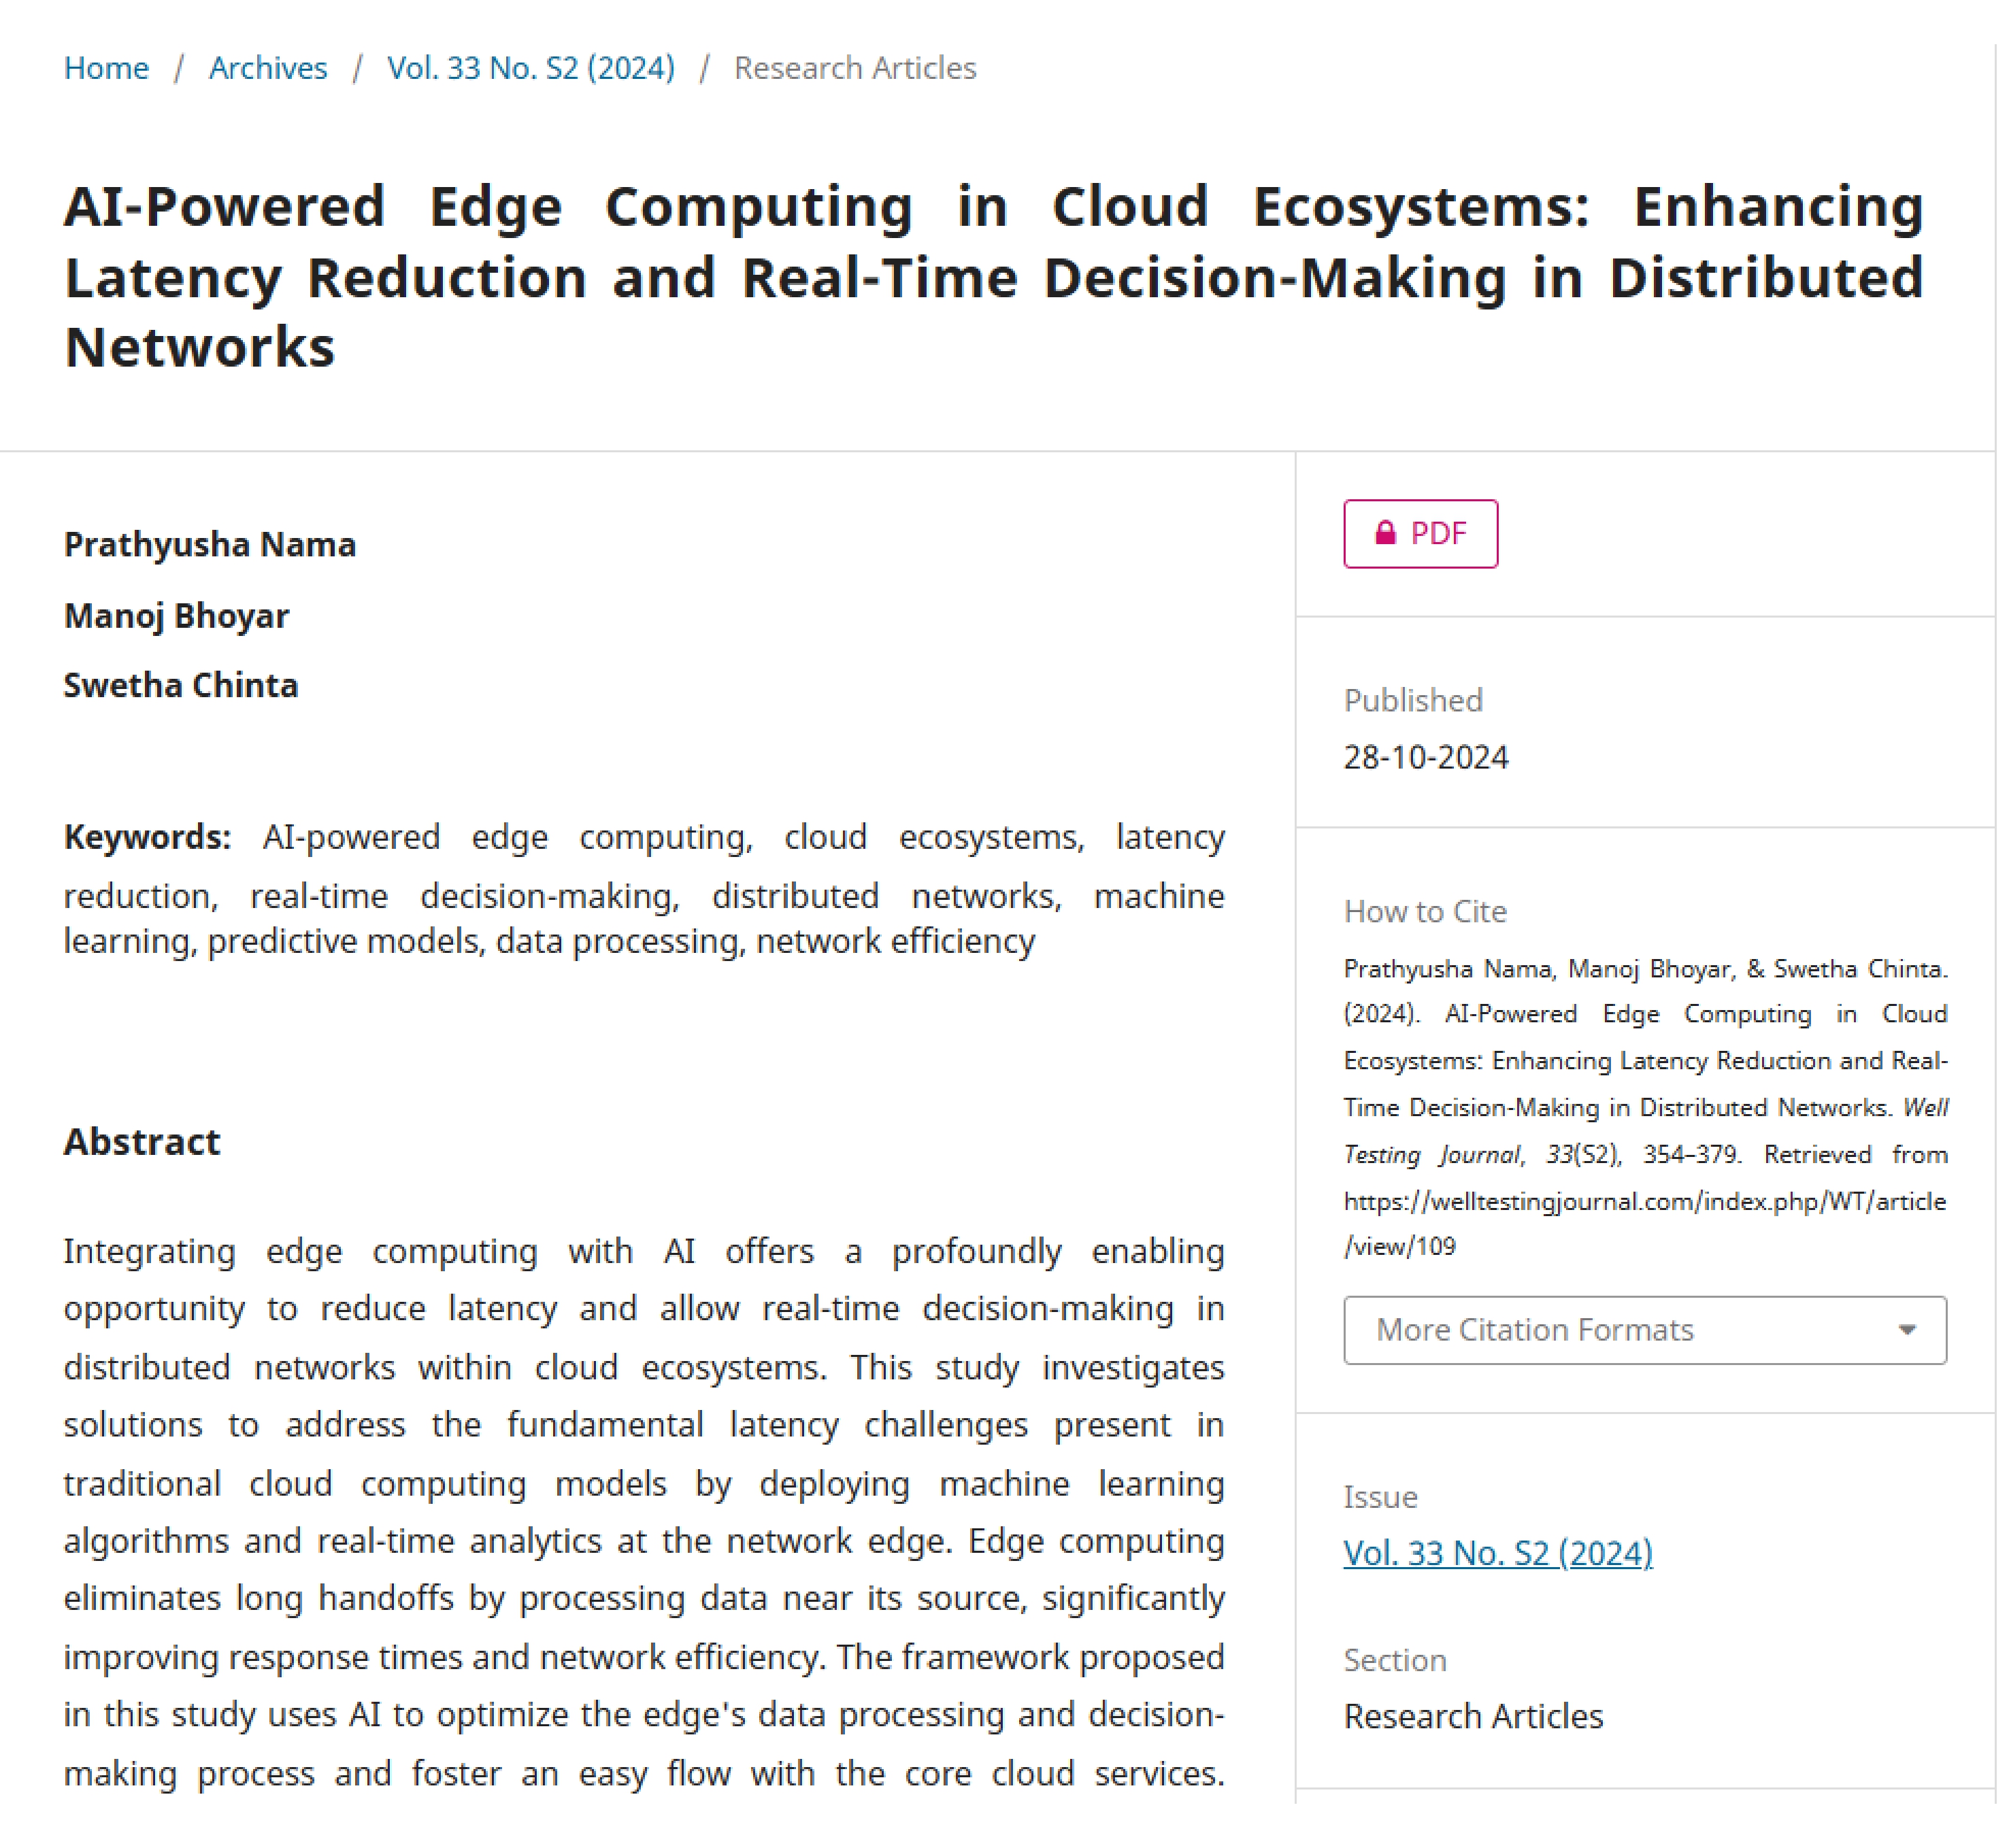 Home / Archives / Vol. 33 No. S2 (2024) / Research Articles
AI-Powered Edge Computing in Cloud Ecosystems: Enhancing
Latency Reduction and Real-Time Decision-Making in Distributed
Networks
Prathyusha Nama
Manoj Bhoyar
Swetha Chinta
Keywords: AI-powered edge computing, cloud ecosystems, latency
reduction, real-time decision-making, distributed networks, machine
learning, predictive models, data processing, network efficiency
Abstract
Integrating edge computing with AI offers a profoundly enabling
opportunity to reduce latency and allow real-time decision-making in
distributed networks within cloud ecosystems. This study investigates
solutions to address the fundamental latency challenges present in
traditional cloud computing models by deploying machine learning
algorithms and real-time analytics at the network edge. Edge computing
eliminates long handoffs by processing data near its source, significantly
improving response times and network efficiency. The framework proposed
in this study uses AI to optimize the edge's data processing and decision-
making process and foster an easy flow with the core cloud services.
PDF
Published
28-10-2024
How to Cite
Prathyusha Nama, Manoj Bhoyar, & Swetha Chinta.
(2024). AI-Powered Edge Computing in Cloud
Ecosystems: Enhancing Latency Reduction and Real-
Time Decision-Making in Distributed Networks. Well
Testing Journal, 33(S2), 354–379. Retrieved from
https://welltestingjournal.com/index.php/WT/article
/view/109
More Citation Formats
Issue
Vol. 33 No. S2 (2024)
Section
Research Articles